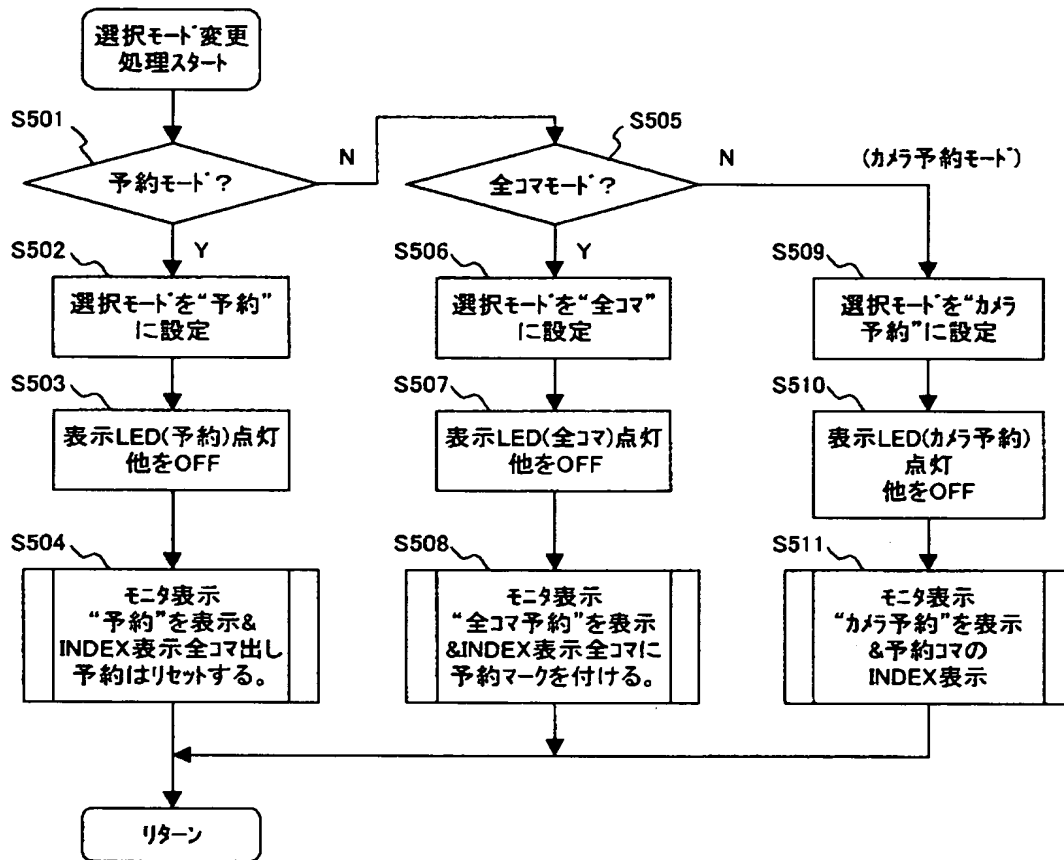 選択モード変更
処理スタート
S501
予約モード?
N
Y
S502
選択モードを“予約”
に設定
S503
表示LED(予約)点灯
他をOFF
S504
モニタ表示
“予約”を表示&
INDEX表示全コマ出し
予約はリセットする。
S505
全コマモード?
N
(カメラ予約モード)
Y
S506
選択モードを“全コマ”
に設定
S507
表示LED(全コマ)点灯
他をOFF
S508
モニタ表示
“全コマ予約”を表示
&INDEX表示全コマに
予約マークを付ける。
S509
選択モードを“カメラ
予約”に設定
S510
表示LED(カメラ予約)
点灯
他をOFF
S511
モニタ表示
“カメラ予約”を表示
&予約コマの
INDEX表示
リターン